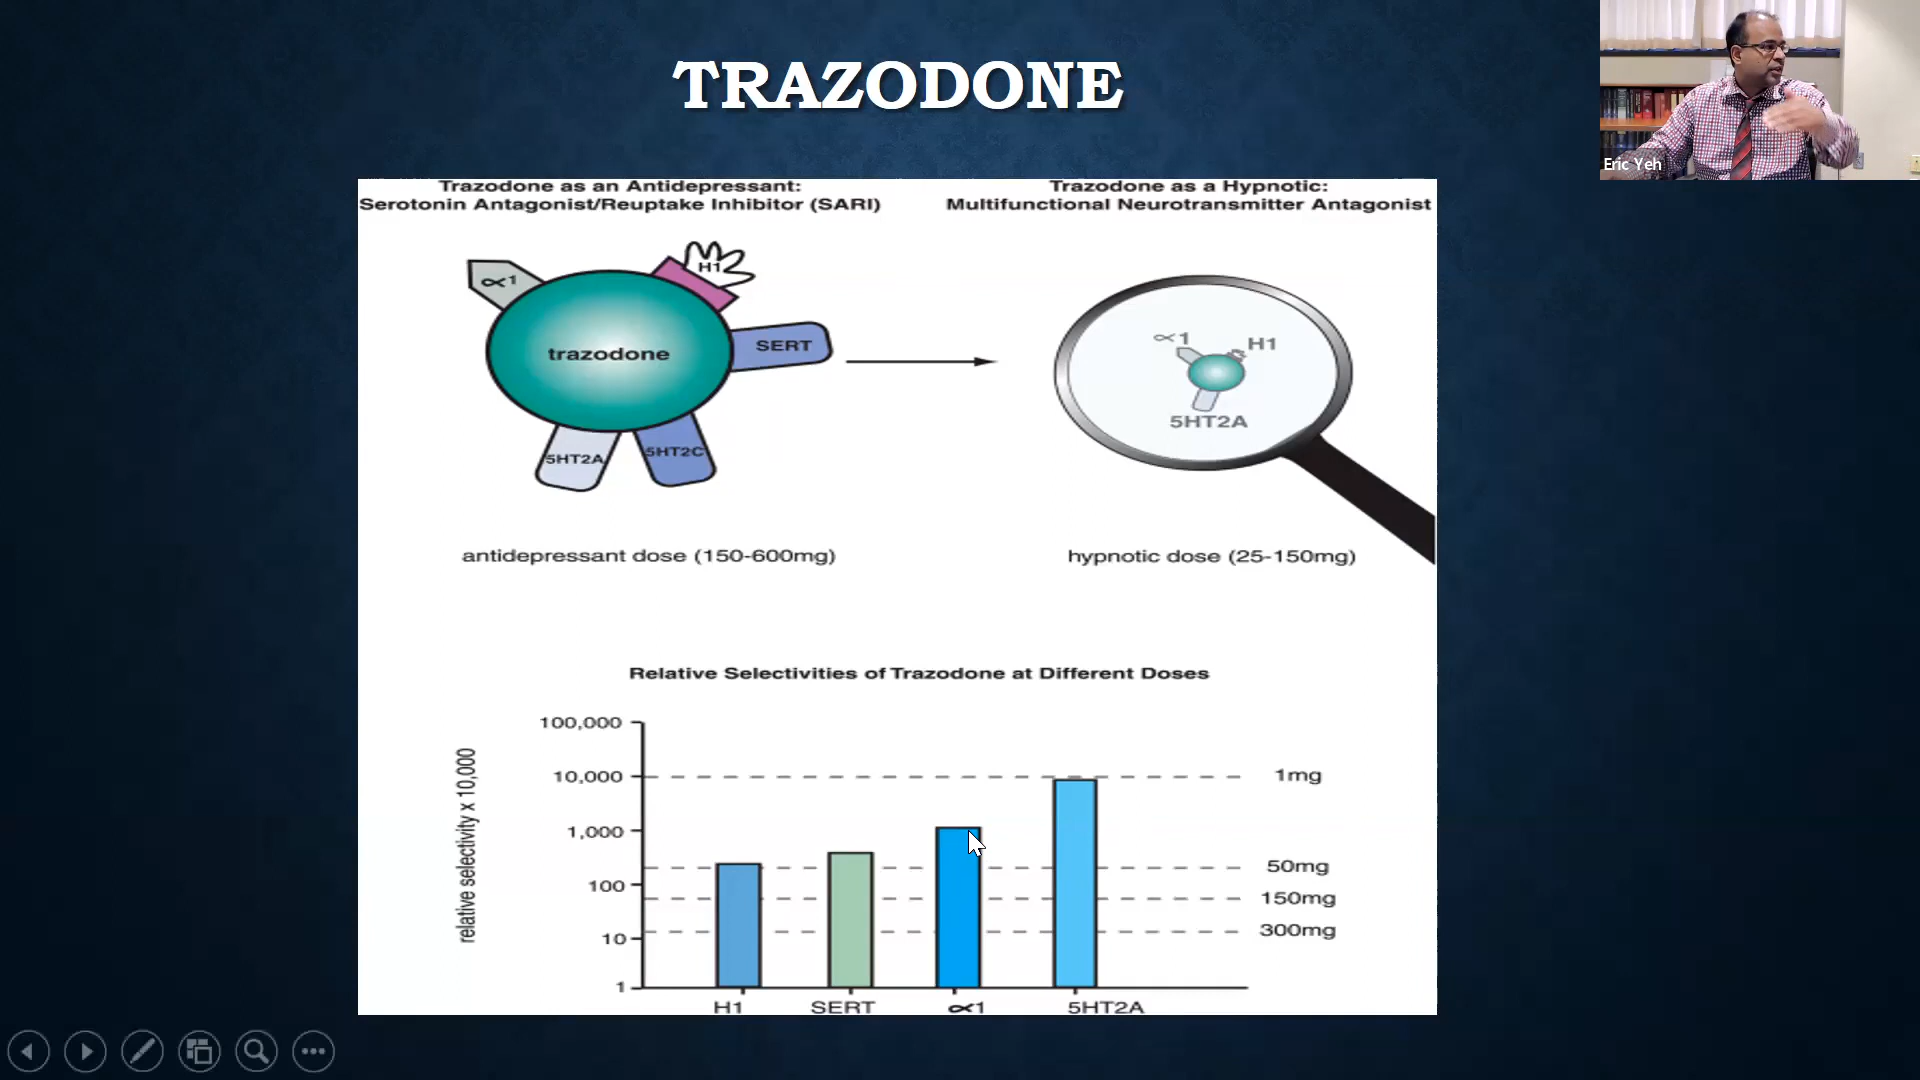 TRAZODONE
Eric Yeh
Trazodone as an Antidepressant:
Serotonin Antagonist/Reuptake Inhibitor (SARI)
Trazodone as a Hypnotic:
Multifunctional Neurotransmitter Antagonist
∝1
H1
trazodone
SERT
5HT2A
5HT2C
∝1
H1
5HT2A
antidepressant dose (150-600mg)
hypnotic dose (25-150mg)
Relative Selectivities of Trazodone at Different Doses
relative selectivity x 10,000
100,000
10,000
1,000
100
10
1
1mg
50mg
150mg
300mg
H1
SERT
∝1
5HT2A